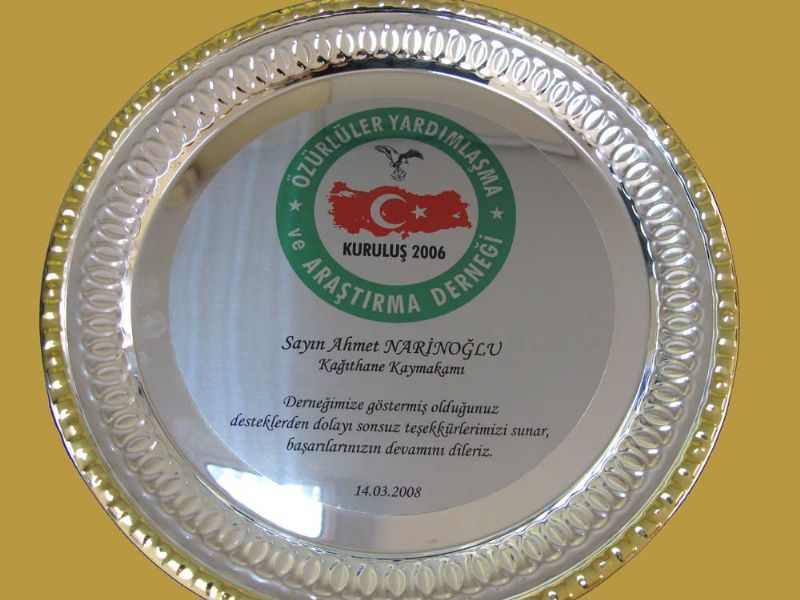 ÖZÜRLÜLER YARDIMLAŞMA
ve ARAŞTIRMA DERNEĞİ
KURULUŞ 2006
Sayın Ahmet NARİNOĞLU
Kağıthane Kaymakamı
Derneğimize göstermiş olduğunuz
desteklerden dolayı sonsuz teşekkürlerimizi sunar,
başarılarınızın devamını dileriz.
14.03.2008